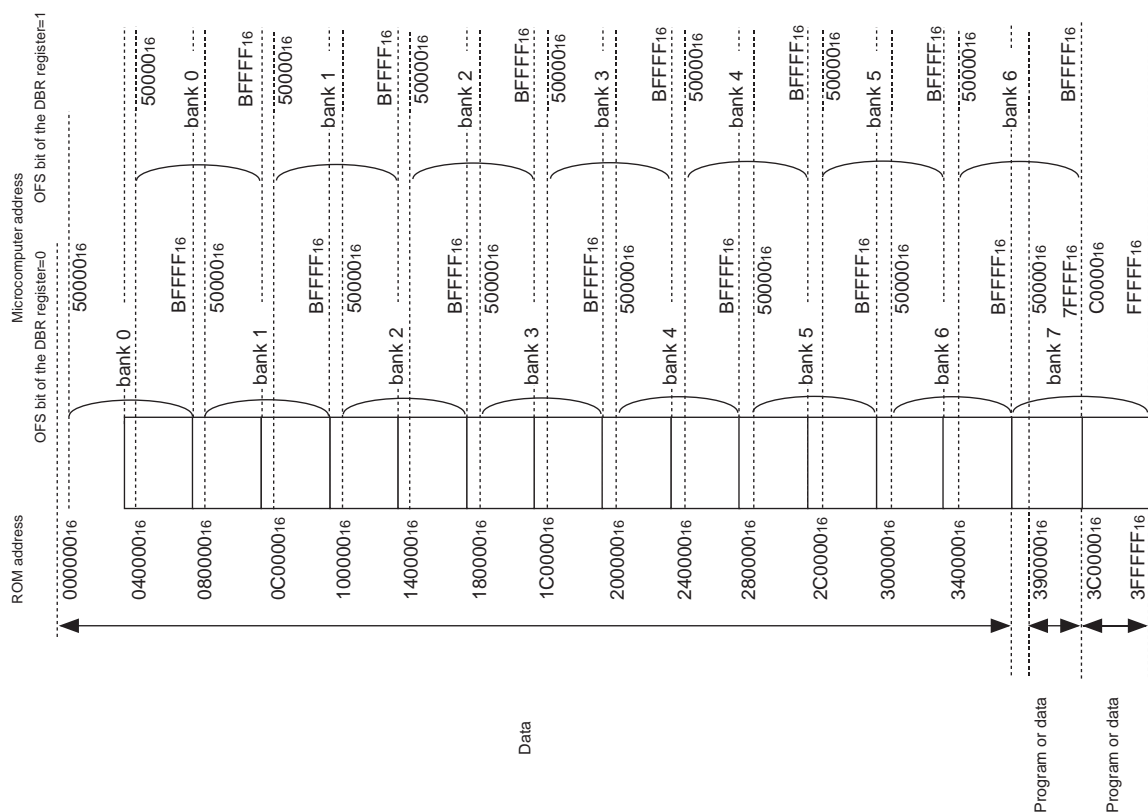 ROM address
Microcomputer address
OFS bit of the DBR register=0
OFS bit of the DBR register=1
000000₁₆
50000₁₆
bank 0
040000₁₆
50000₁₆
BFFFF₁₆
bank 0
080000₁₆
50000₁₆
bank 1
BFFFF₁₆
0C0000₁₆
50000₁₆
BFFFF₁₆
bank 1
100000₁₆
50000₁₆
bank 2
BFFFF₁₆
140000₁₆
50000₁₆
BFFFF₁₆
bank 2
180000₁₆
50000₁₆
bank 3
BFFFF₁₆
1C0000₁₆
50000₁₆
BFFFF₁₆
bank 3
200000₁₆
50000₁₆
bank 4
BFFFF₁₆
240000₁₆
50000₁₆
Data
BFFFF₁₆
bank 4
280000₁₆
50000₁₆
bank 5
BFFFF₁₆
2C0000₁₆
50000₁₆
BFFFF₁₆
bank 5
300000₁₆
50000₁₆
bank 6
BFFFF₁₆
340000₁₆
50000₁₆
BFFFF₁₆
bank 6
Program or data
390000₁₆
50000₁₆
bank 7
7FFFF₁₆
BFFFF₁₆
Program or data
3C0000₁₆
C0000₁₆
3FFFFF₁₆
FFFFF₁₆